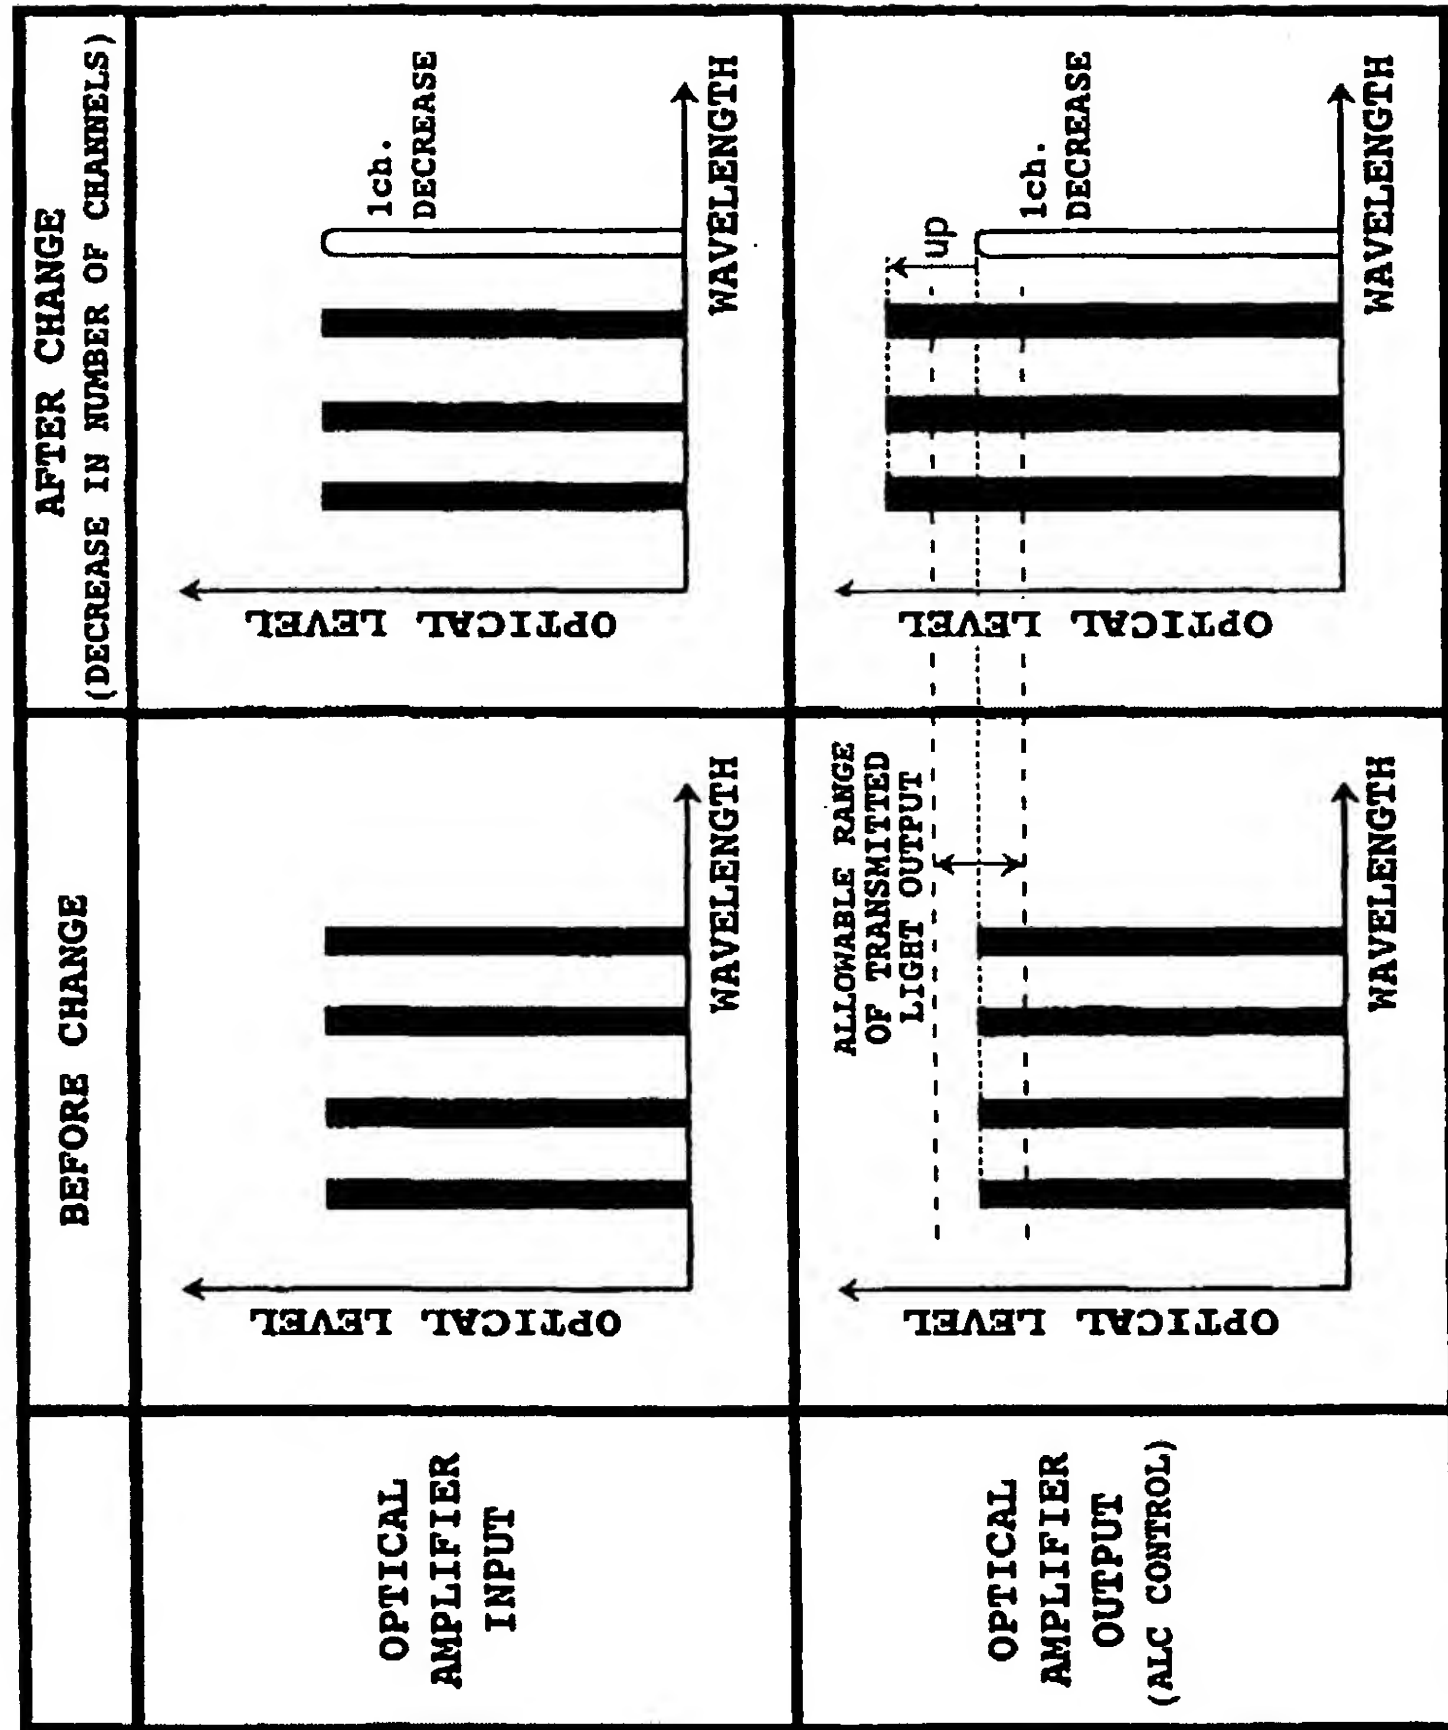 BEFORE CHANGE
AFTER CHANGE
(DECREASE IN NUMBER OF CHANNELS)
OPTICAL
AMPLIFIER
INPUT
OPTICAL LEVEL
WAVELENGTH
OPTICAL LEVEL
1ch.
DECREASE
WAVELENGTH
OPTICAL
AMPLIFIER
OUTPUT
(ALC CONTROL)
OPTICAL LEVEL
ALLOWABLE RANGE
OF TRANSMITTED
LIGHT OUTPUT
WAVELENGTH
OPTICAL LEVEL
up
1ch.
DECREASE
WAVELENGTH